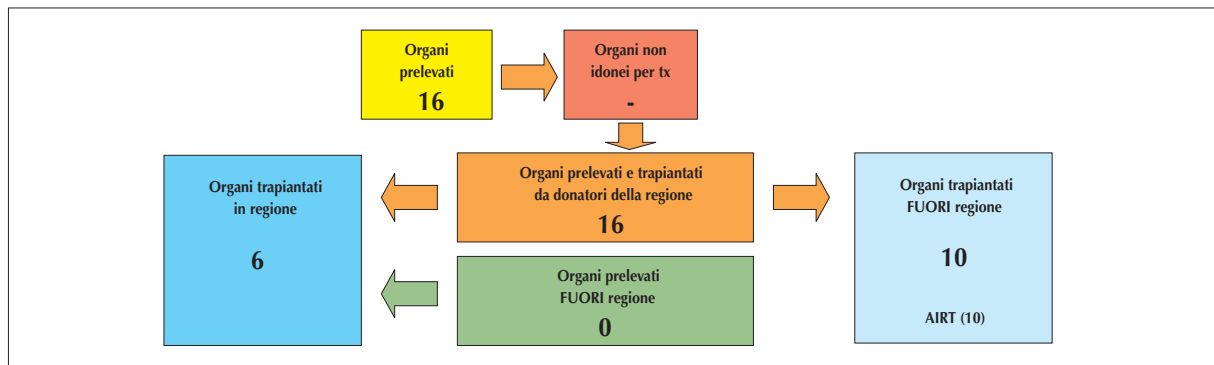 Organi
prelevati
16
Organi non
idonei per tx
-
Organi trapiantati
in regione
6
Organi prelevati e trapiantati
da donatori della regione
16
Organi prelevati
FUORI regione
0
Organi trapiantati
FUORI regione
10
AIRT (10)